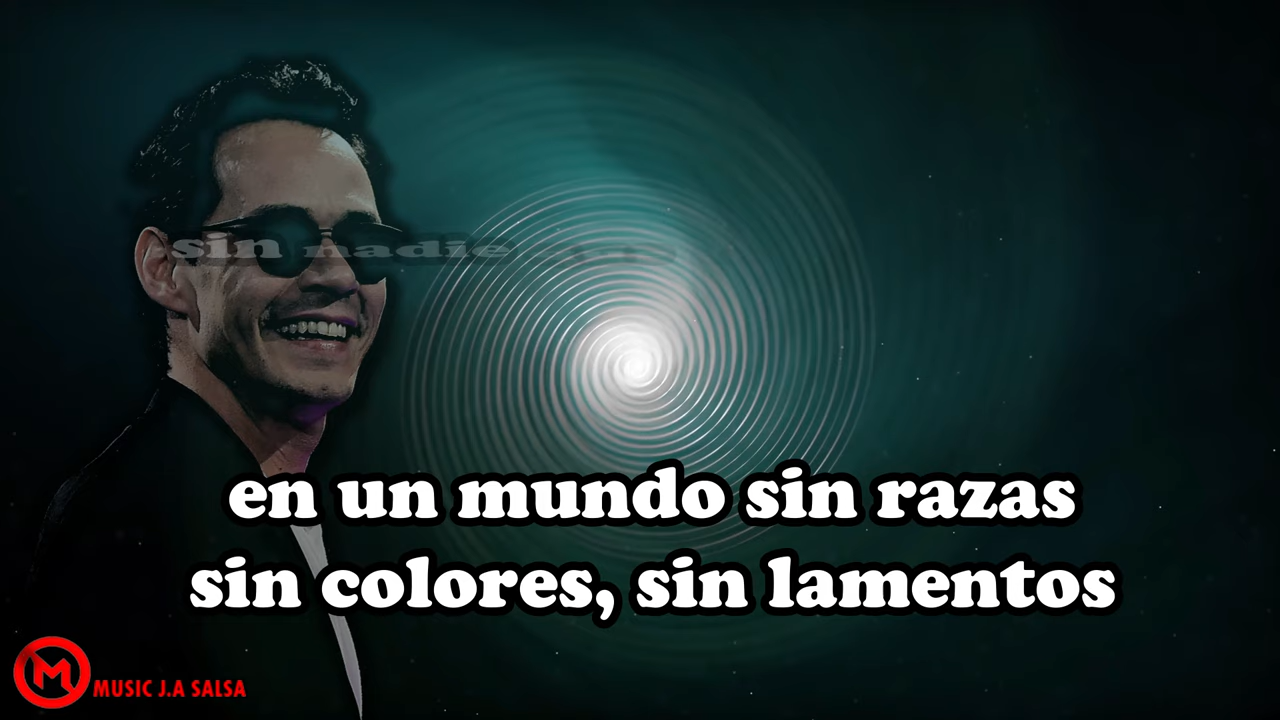 sin nadie
en un mundo sin razas
sin colores, sin lamentos
M
MUSIC J.A SALSA